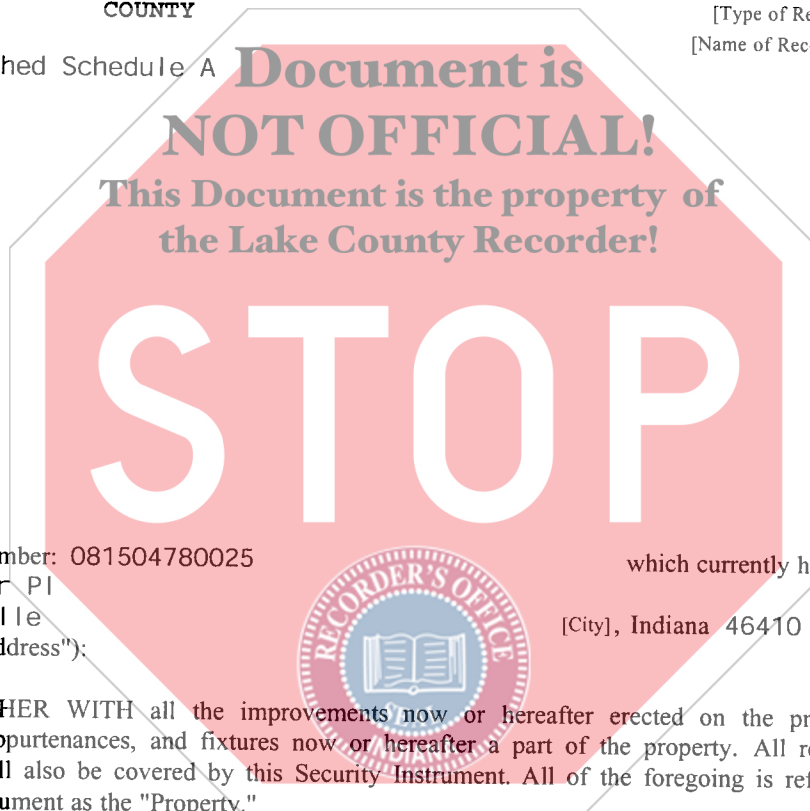 COUNTY
[Type of Re
[Name of Rec
hed Schedule A
Document is
NOT OFFICIAL!
This Document is the property of
the Lake County Recorder!
STOP
mber: 081504780025
which currently h
r Pl
lle
[City], Indiana 46410
ddress"):
RECORDER'S OFFICE
SEAL
INDIANA
HER WITH all the improvements now or hereafter erected on the pr
ppurtenances, and fixtures now or hereafter a part of the property. All r
ll also be covered by this Security Instrument. All of the foregoing is ref
ument as the "Property."